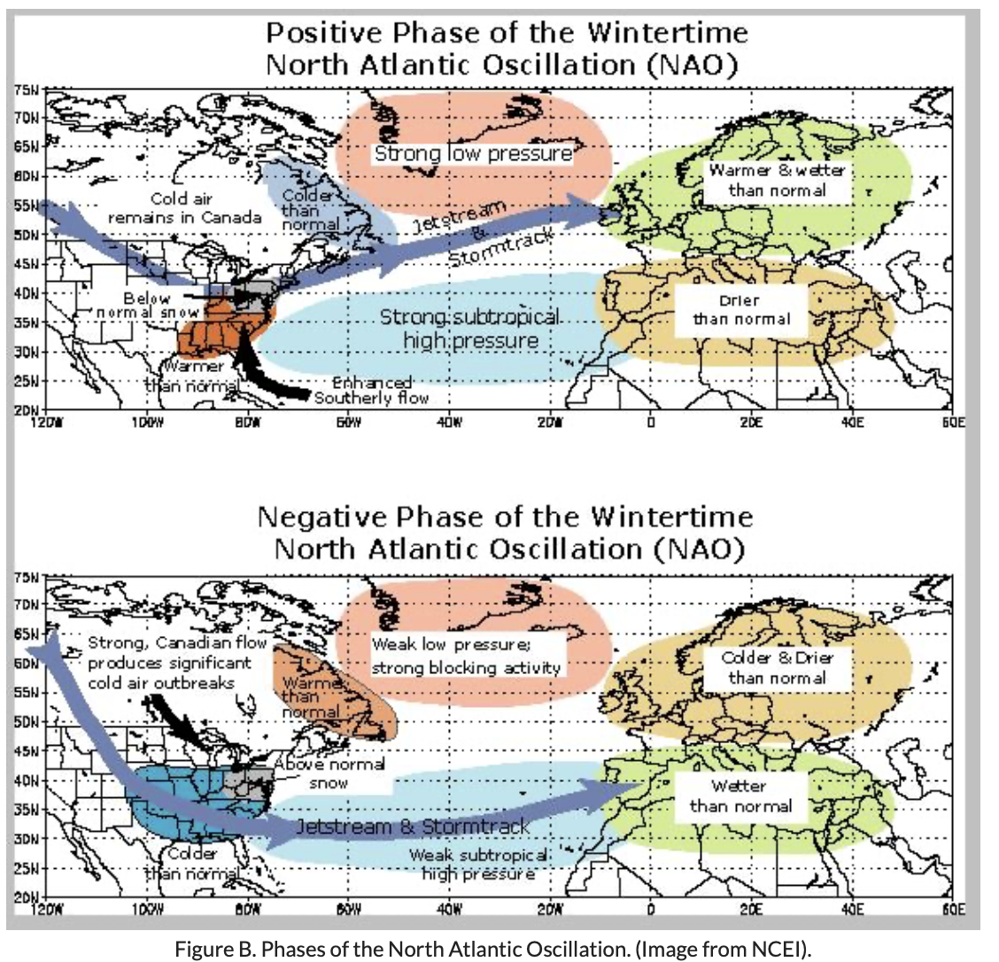 Positive Phase of the Wintertime
North Atlantic Oscillation (NAO)
75N
70N
65N
60N
55N
50N
45N
40N
35N
30N
25N
20N
Strong low pressure
Warmer & wetter
than normal
Cold air
remains in Canada
Colder
than
normal
Jetstream
&
Stormtrack
Below
normal snow
Strong subtropical
high pressure
Drier
than normal
Warmer
than normal
Enhanced
Southerly flow
120W
100W
80W
60W
40W
20W
0
20E
40E
60E
Negative Phase of the Wintertime
North Atlantic Oscillation (NAO)
75N
70N
65N
60N
55N
50N
45N
40N
35N
30N
25N
20N
Strong, Canadian flow
produces significant
cold air outbreaks
Weak low pressure;
strong blocking activity
Colder & Drier
than normal
Warmer
than
normal
Above normal
snow
Wetter
than normal
Jetstream & Stormtrack
Colder
than normal
Weak subtropical
high pressure
120W
100W
80W
60W
40W
20W
0
20E
40E
60E
Figure B. Phases of the North Atlantic Oscillation. (Image from NCEI).